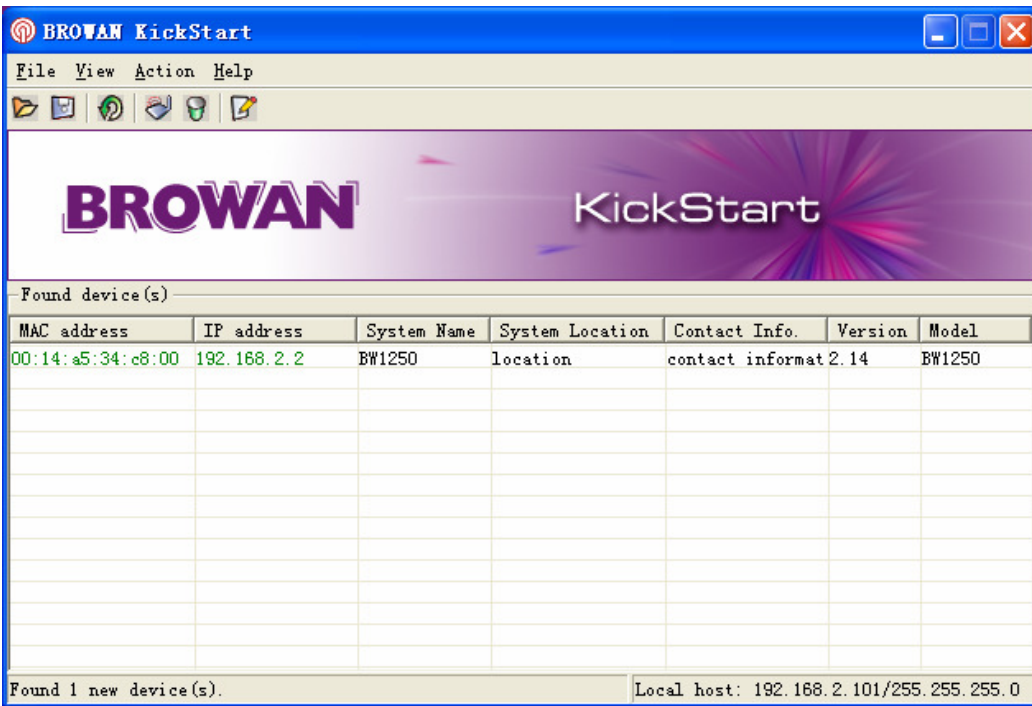 BROWAN KickStart
File View Action Help
BROWAN KickStart
Found device(s)
MAC address IP address System Name System Location Contact Info. Version Model
00:14:a5:34:c8:00 192.168.2.2 BW1250 location contact informat 2.14 BW1250
Found 1 new device(s). Local host: 192.168.2.101/255.255.255.0